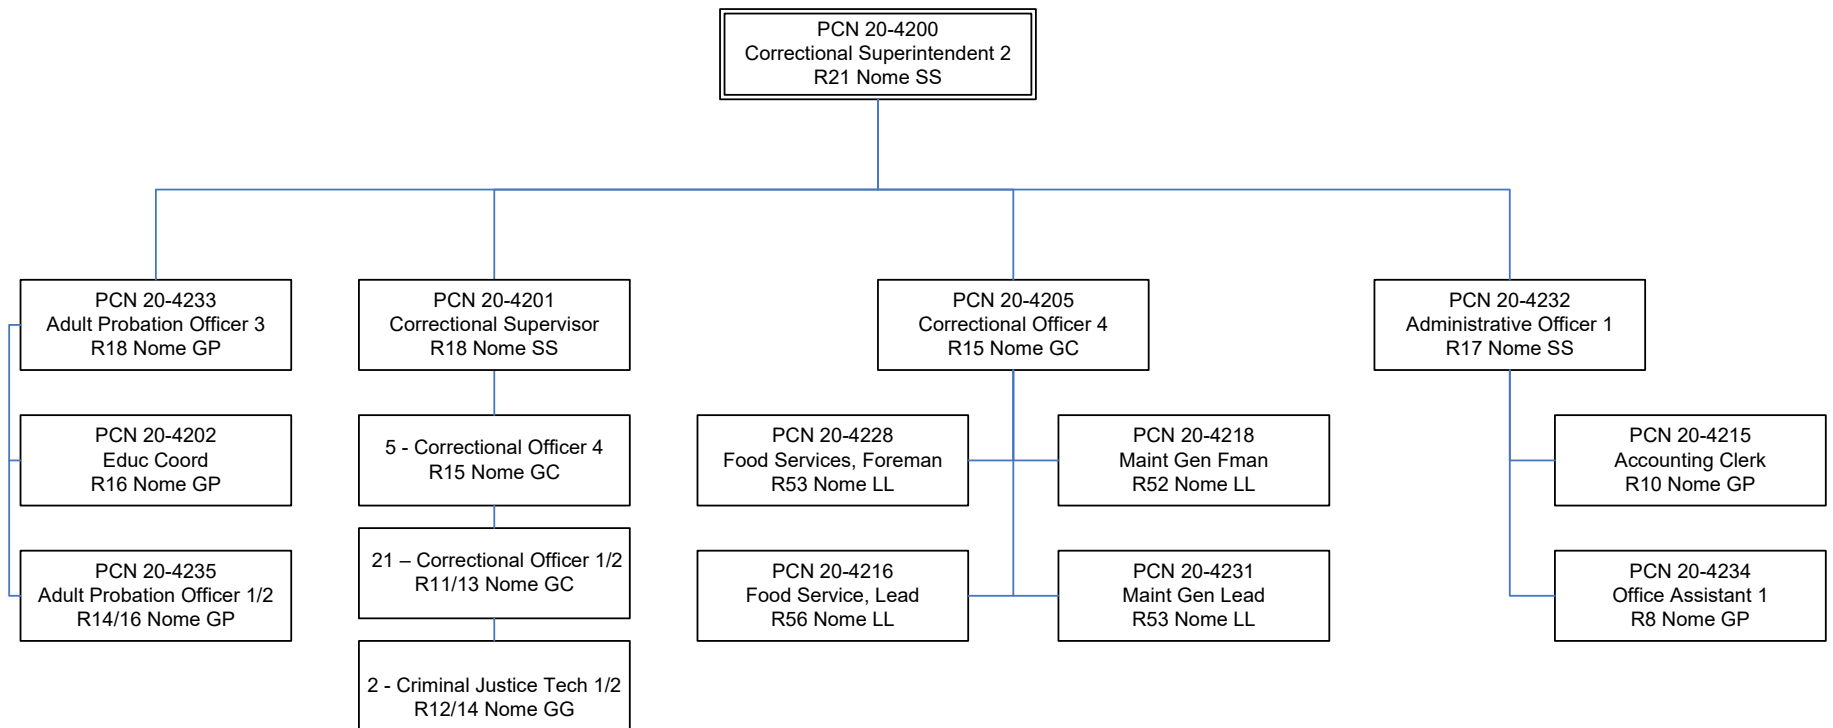 PCN 20-4200
Correctional Superintendent 2
R21 Nome SS
PCN 20-4233
Adult Probation Officer 3
R18 Nome GP
PCN 20-4201
Correctional Supervisor
R18 Nome SS
PCN 20-4205
Correctional Officer 4
R15 Nome GC
PCN 20-4232
Administrative Officer 1
R17 Nome SS
PCN 20-4202
Educ Coord
R16 Nome GP
5 - Correctional Officer 4
R15 Nome GC
PCN 20-4228
Food Services, Foreman
R53 Nome LL
PCN 20-4218
Maint Gen Fman
R52 Nome LL
PCN 20-4215
Accounting Clerk
R10 Nome GP
PCN 20-4235
Adult Probation Officer 1/2
R14/16 Nome GP
21 – Correctional Officer 1/2
R11/13 Nome GC
PCN 20-4216
Food Service, Lead
R56 Nome LL
PCN 20-4231
Maint Gen Lead
R53 Nome LL
PCN 20-4234
Office Assistant 1
R8 Nome GP
2 - Criminal Justice Tech 1/2
R12/14 Nome GG